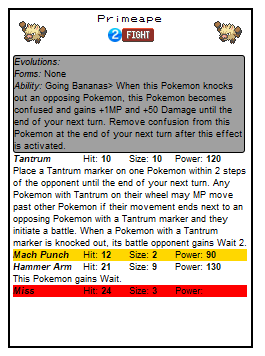 Primeape
2 FIGHT
Evolutions:
Forms: None
Ability: Going Bananas> When this Pokemon knocks
out an opposing Pokemon, this Pokemon becomes
confused and gains +1MP and +50 Damage until the
end of your next turn. Remove confusion from this
Pokemon at the end of your next turn after this effect
is activated.
Tantrum Hit: 10 Size: 10 Power: 120
Place a Tantrum marker on one Pokemon within 2 steps
of the opponent until the end of your next turn. Any
Pokemon with Tantrum on their wheel may MP move
past other Pokemon if their movement ends next to an
opposing Pokemon with a Tantrum marker and they
initiate a battle. When a Pokemon with a Tantrum
marker is knocked out, its battle opponent gains Wait 2.
Mach Punch Hit: 12 Size: 2 Power: 90
Hammer Arm Hit: 21 Size: 9 Power: 130
This Pokemon gains Wait.
Miss Hit: 24 Size: 3 Power: